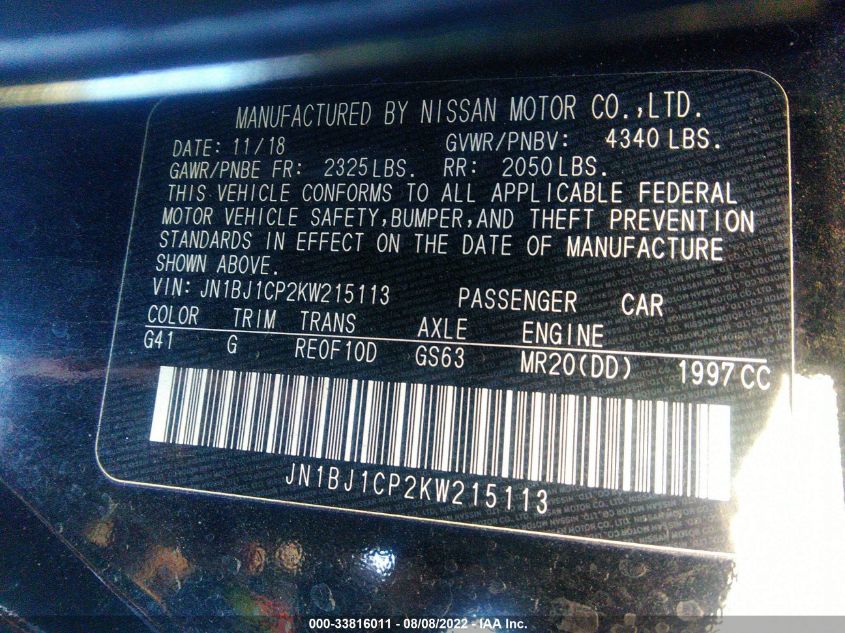 MANUFACTURED BY NISSAN MOTOR CO.,LTD.
DATE: 11/18 GVWR/PNBV: 4340 LBS.
GAWR/PNBE FR: 2325 LBS. RR: 2050 LBS.
THIS VEHICLE CONFORMS TO ALL APPLICABLE FEDERAL
MOTOR VEHICLE SAFETY,BUMPER,AND THEFT PREVENTION
STANDARDS IN EFFECT ON THE DATE OF MANUFACTURE
SHOWN ABOVE.
VIN: JN1BJ1CP2KW215113 PASSENGER CAR
COLOR TRIM TRANS AXLE ENGINE
G41 G RE0F10D GS63 MR20(DD) 1997 CC
JN1BJ1CP2KW215113
000-33816011 - 08/08/2022 - IAA Inc.